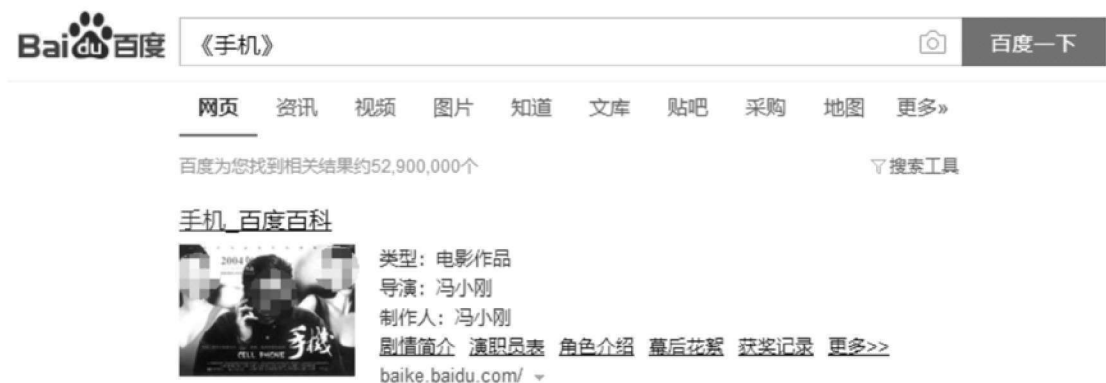 Bai du 百度 《手机》 百度一下
网页 资讯 视频 图片 知道 文库 贴吧 采购 地图 更多»
百度为您找到相关结果约52,900,000个 搜索工具
手机_百度百科
2004
手機
CELL PHONE
类型：电影作品
导演：冯小刚
制作人：冯小刚
剧情简介 演职员表 角色介绍 幕后花絮 获奖记录 更多>>
baike.baidu.com/